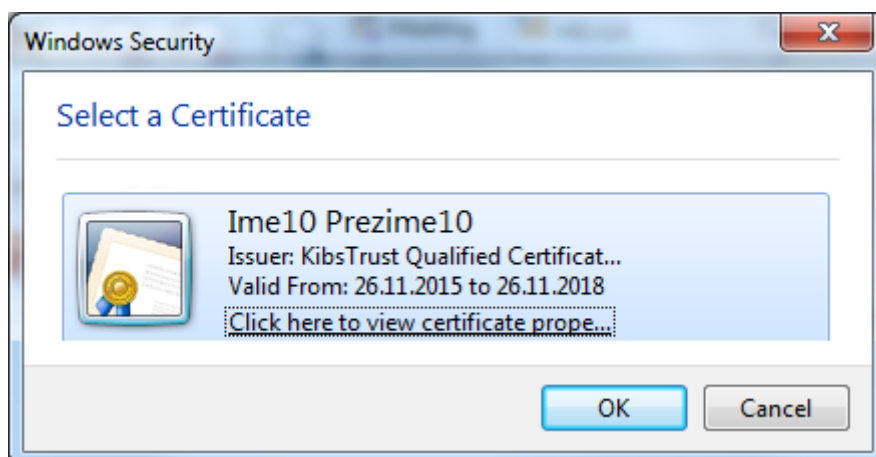 Windows Security
Select a Certificate
Ime10 Prezime10
Issuer: KibsTrust Qualified Certificat...
Valid From: 26.11.2015 to 26.11.2018
Click here to view certificate prope...
OK
Cancel